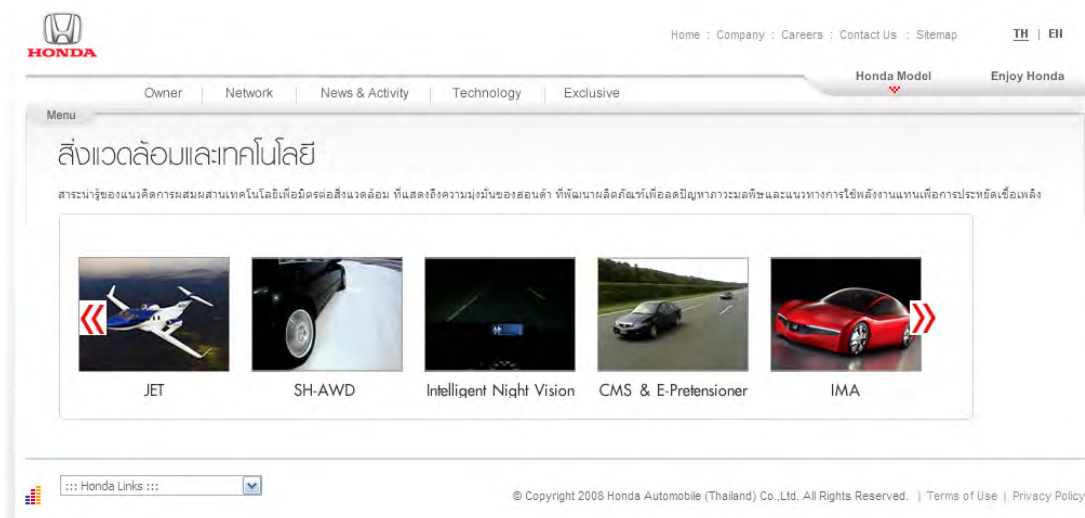 HONDA
Home : Company : Careers : Contact Us : Sitemap
TH | EN
Honda Model
Enjoy Honda
Owner | Network | News & Activity | Technology | Exclusive
Menu
สิ่งแวดล้อมและเทคโนโลยี
สาระน่ารู้ของแนวคิดการผสมผสานเทคโนโลยีเพื่อมิตรต่อสิ่งแวดล้อม ที่แสดงถึงความมุ่งมั่นของฮอนด้า ที่พัฒนาผลิตภัณฑ์เพื่อลดปัญหาภาวะมลพิษและแนวทางการใช้พลังงานแทนเพื่อการประหยัดเชื้อเพลิง
JET
SH-AWD
Intelligent Night Vision
CMS & E-Pretensioner
IMA
::: Honda Links :::
© Copyright 2008 Honda Automobile (Thailand) Co.,Ltd. All Rights Reserved. | Terms of Use | Privacy Policy